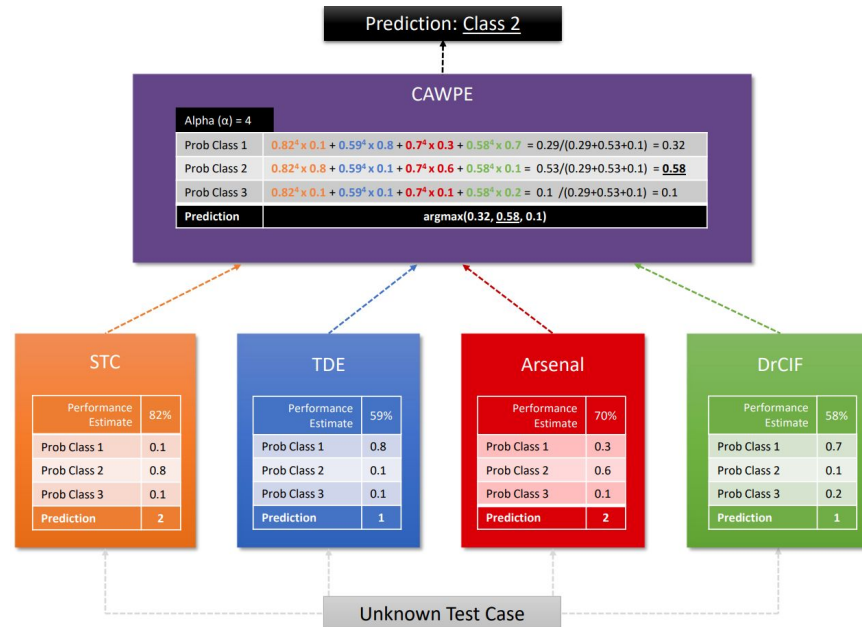 Prediction: Class 2
CAWPE
Alpha (α) = 4
Prob Class 1 0.82⁴ x 0.1 + 0.59⁴ x 0.8 + 0.7⁴ x 0.3 + 0.58⁴ x 0.7 = 0.29/(0.29+0.53+0.1) = 0.32
Prob Class 2 0.82⁴ x 0.8 + 0.59⁴ x 0.1 + 0.7⁴ x 0.6 + 0.58⁴ x 0.1 = 0.53/(0.29+0.53+0.1) = 0.58
Prob Class 3 0.82⁴ x 0.1 + 0.59⁴ x 0.1 + 0.7⁴ x 0.1 + 0.58⁴ x 0.2 = 0.1 /(0.29+0.53+0.1) = 0.1
Prediction argmax(0.32, 0.58, 0.1)
STC
Performance
Estimate 82%
Prob Class 1 0.1
Prob Class 2 0.8
Prob Class 3 0.1
Prediction 2
TDE
Performance
Estimate 59%
Prob Class 1 0.8
Prob Class 2 0.1
Prob Class 3 0.1
Prediction 1
Arsenal
Performance
Estimate 70%
Prob Class 1 0.3
Prob Class 2 0.6
Prob Class 3 0.1
Prediction 2
DrCIF
Performance
Estimate 58%
Prob Class 1 0.7
Prob Class 2 0.1
Prob Class 3 0.2
Prediction 1
Unknown Test Case